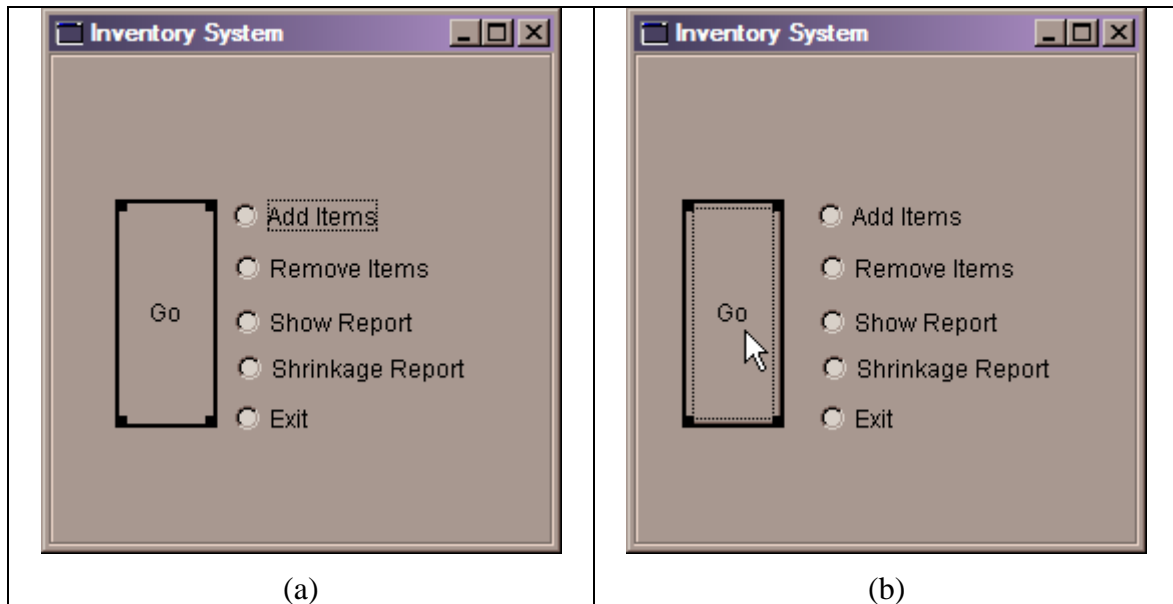 Inventory System
Add Items
Remove Items
Go
Show Report
Shrinkage Report
Exit
(a)
Inventory System
Add Items
Remove Items
Go
Show Report
Shrinkage Report
Exit
(b)